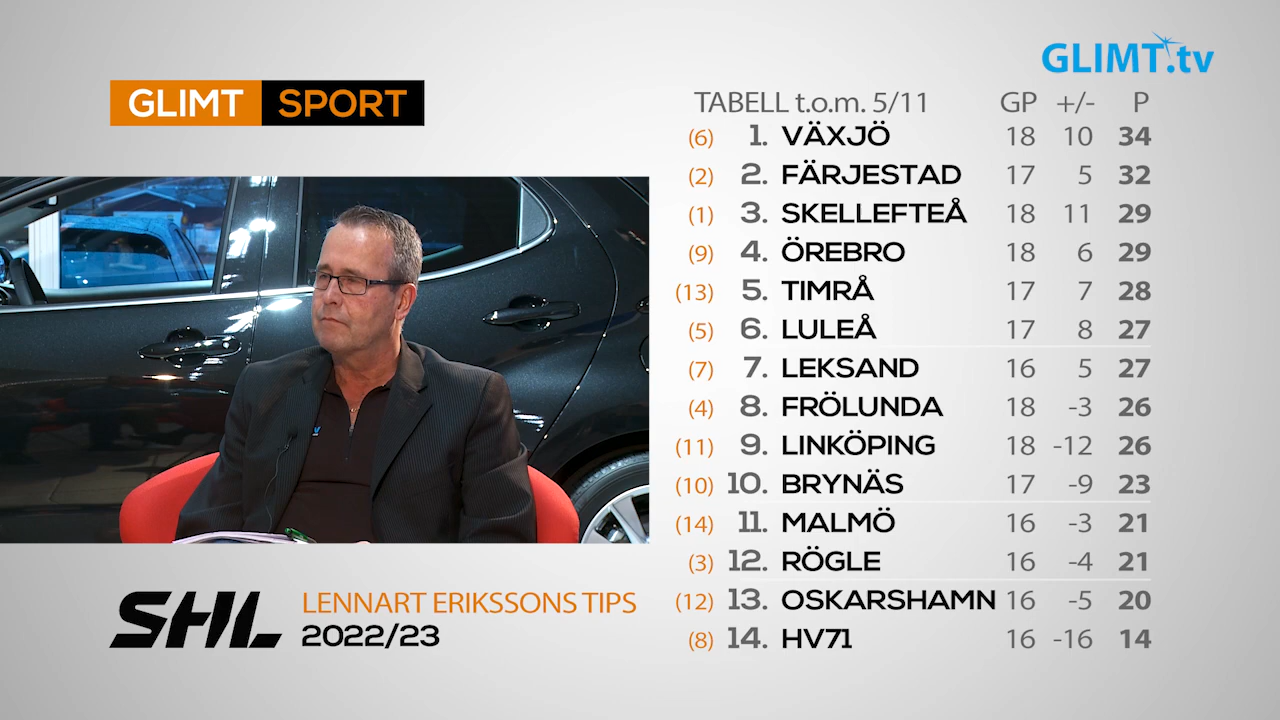 GLIMT.tv
GLIMT SPORT
TABELL t.o.m. 5/11 GP +/- P
(6) 1. VÄXJÖ 18 10 34
(2) 2. FÄRJESTAD 17 5 32
(1) 3. SKELLEFTEÅ 18 11 29
(9) 4. ÖREBRO 18 6 29
(13) 5. TIMRÅ 17 7 28
(5) 6. LULEÅ 17 8 27
(7) 7. LEKSAND 16 5 27
(4) 8. FRÖLUNDA 18 -3 26
(11) 9. LINKÖPING 18 -12 26
(10) 10. BRYNÄS 17 -9 23
(14) 11. MALMÖ 16 -3 21
(3) 12. RÖGLE 16 -4 21
(12) 13. OSKARSHAMN 16 -5 20
(8) 14. HV71 16 -16 14
SHL
LENNART ERIKSSONS TIPS
2022/23